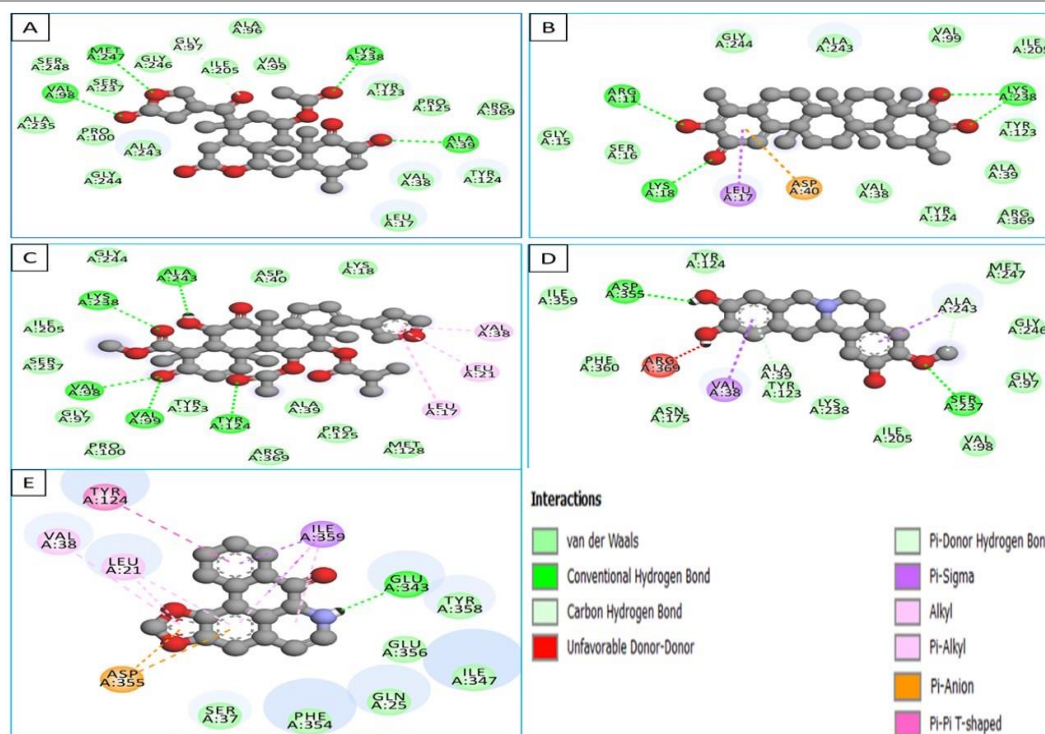 A
ALA
A:96
GLY
A:97
MET
A:247
LYS
A:238
GLY
A:246
ILE
A:205
VAL
A:99
SER
A:248
SER
A:237
TYR
A:123
VAL
A:98
PRO
A:125
ARG
A:369
ALA
A:235
PRO
A:100
ALA
A:243
ALA
A:39
GLY
A:244
VAL
A:38
TYR
A:124
LEU
A:17
B
GLY
A:244
ALA
A:243
VAL
A:99
ILE
A:205
ARG
A:11
LYS
A:238
GLY
A:15
SER
A:16
TYR
A:123
ALA
A:39
LYS
A:18
LEU
A:17
ASP
A:40
VAL
A:38
TYR
A:124
ARG
A:369
C
GLY
A:244
ALA
A:243
ASP
A:40
LYS
A:18
LYS
A:238
ILE
A:205
VAL
A:38
SER
A:237
LEU
A:21
VAL
A:98
LEU
A:17
GLY
A:97
VAL
A:99
TYR
A:123
TYR
A:124
ALA
A:39
PRO
A:125
MET
A:128
PRO
A:100
ARG
A:369
D
TYR
A:124
MET
A:247
ILE
A:359
ASP
A:355
ALA
A:243
GLY
A:246
PHE
A:360
ARG
A:369
ALA
A:39
GLY
A:97
VAL
A:38
TYR
A:123
LYS
A:238
SER
A:237
ASN
A:175
ILE
A:205
VAL
A:98
E
TYR
A:124
VAL
A:38
ILE
A:359
LEU
A:21
GLU
A:343
TYR
A:358
GLU
A:356
ILE
A:347
ASP
A:355
GLN
A:25
SER
A:37
PHE
A:354
Interactions
van der Waals
Conventional Hydrogen Bond
Carbon Hydrogen Bond
Unfavorable Donor-Donor
Pi-Donor Hydrogen Bon
Pi-Sigma
Alkyl
Pi-Alkyl
Pi-Anion
Pi-Pi T-shaped